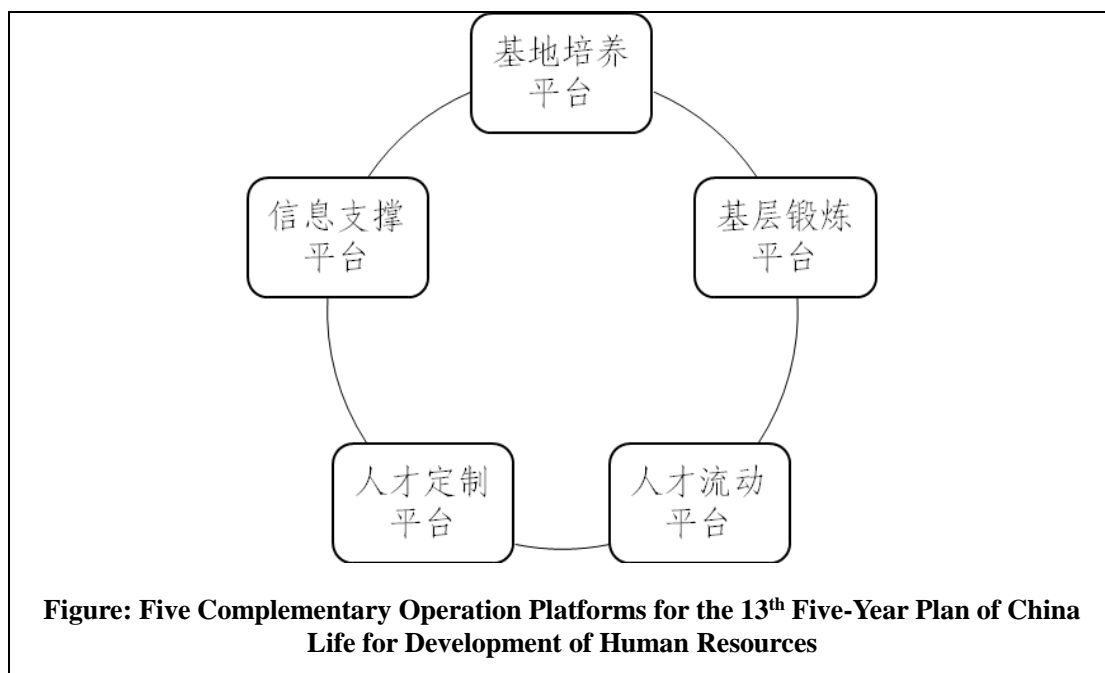 基地培养
平台
信息支撑
平台
基层锻炼
平台
人才定制
平台
人才流动
平台
Figure: Five Complementary Operation Platforms for the 13th Five-Year Plan of China
Life for Development of Human Resources